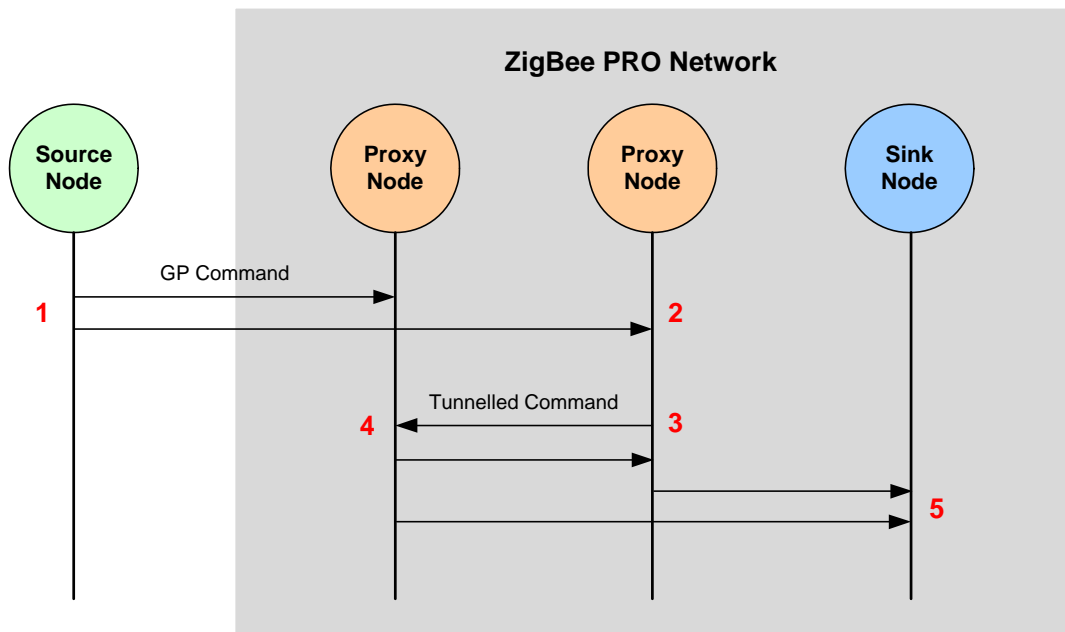 ZigBee PRO Network
Source
Node
Proxy
Node
Proxy
Node
Sink
Node
GP Command
1
2
Tunnelled Command
4
3
5